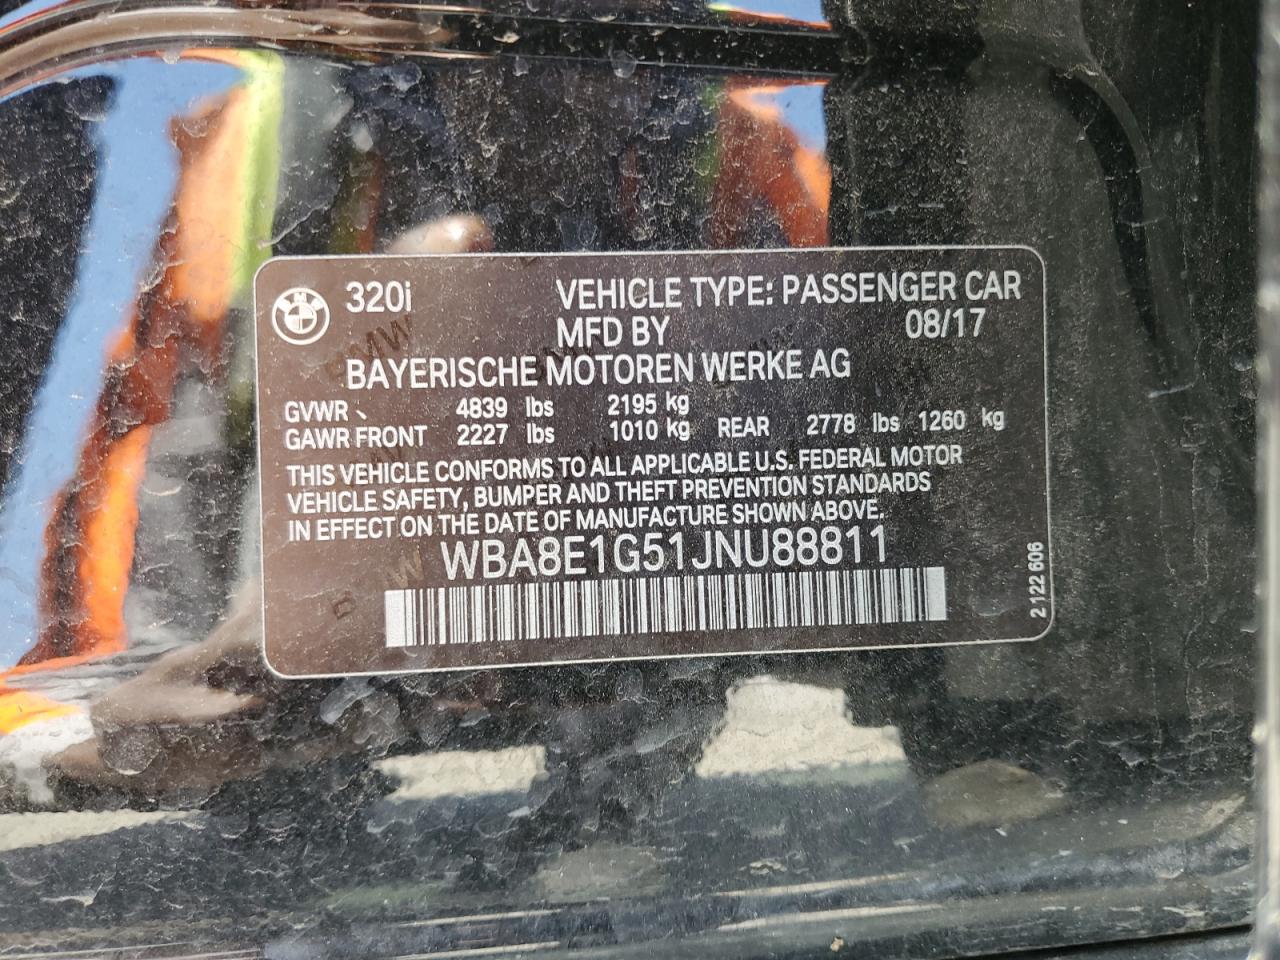 320i VEHICLE TYPE: PASSENGER CAR
MFD BY 08/17
BAYERISCHE MOTOREN WERKE AG
GVWR 4839 lbs 2195 kg
GAWR FRONT 2227 lbs 1010 kg REAR 2778 lbs 1260 kg
THIS VEHICLE CONFORMS TO ALL APPLICABLE U.S. FEDERAL MOTOR
VEHICLE SAFETY, BUMPER AND THEFT PREVENTION STANDARDS
IN EFFECT ON THE DATE OF MANUFACTURE SHOWN ABOVE.
WBA8E1G51JNU88811
2 122 606
BMW